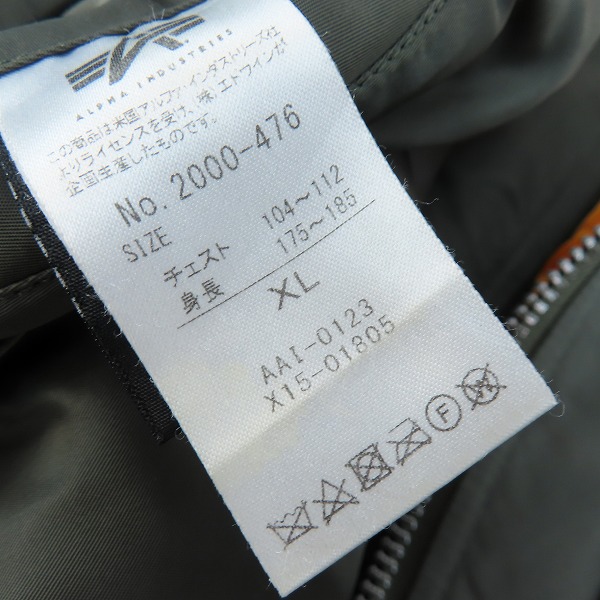 ALPHA INDUSTRIES
この商品は米国アルファ インダストリーズ社
よりライセンスを受け、(株)エドウインが
企画生産したものです。
No. 2000-476
SIZE
チェスト 104～112
身長 175～185
XL
AAI-0123
X15-01805
F
W